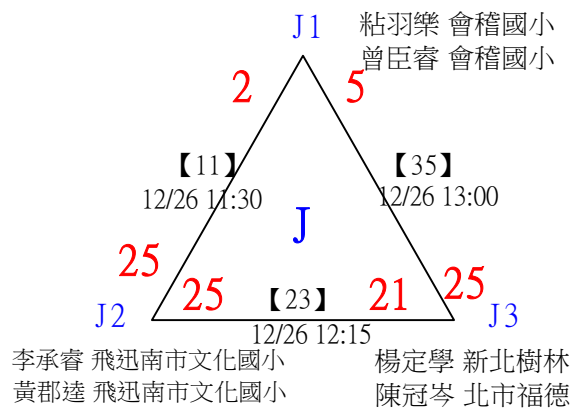 J1
粘羽樂 會稽國小
曾臣睿 會稽國小
2
5
【11】
12/26 11:30
【35】
12/26 13:00
J
25
25
21
25
J2
【23】
J3
12/26 12:15
李承睿 飛迅南市文化國小
黃郡逵 飛迅南市文化國小
楊定學 新北樹林
陳冠岑 北市福德